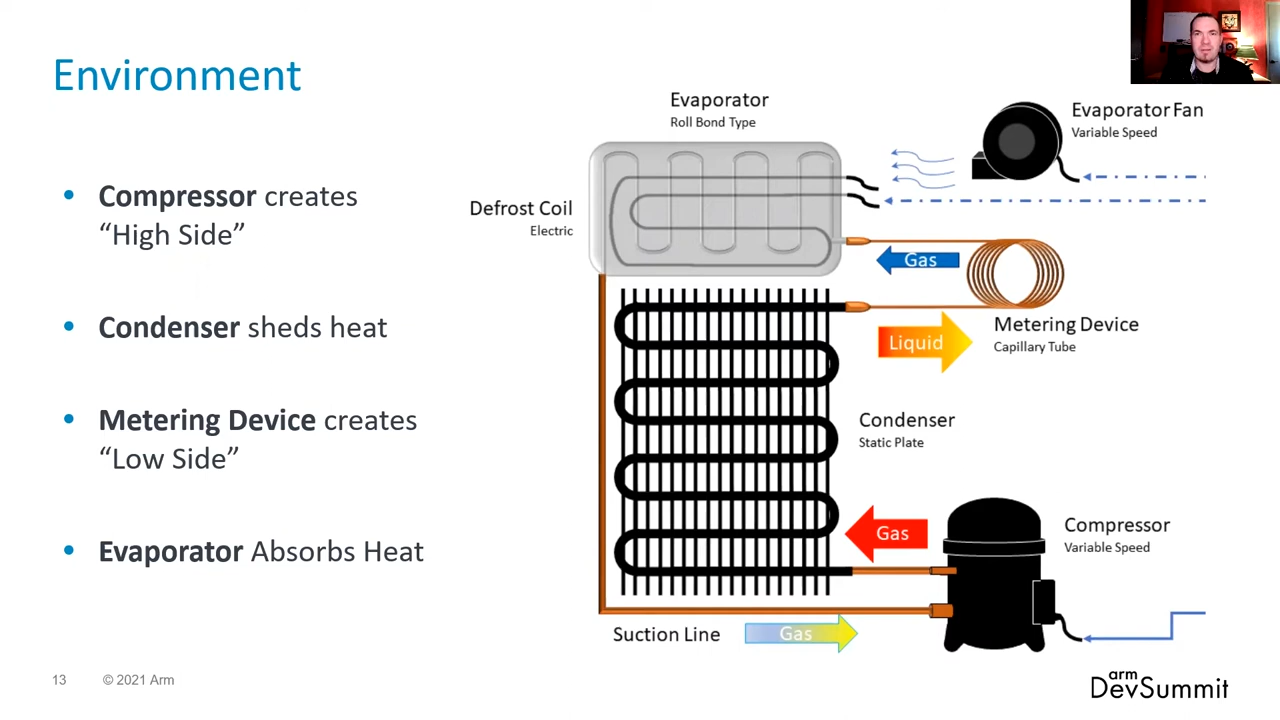 Environment
• Compressor creates
“High Side”
• Condenser sheds heat
• Metering Device creates
“Low Side”
• Evaporator Absorbs Heat
Evaporator
Roll Bond Type
Evaporator Fan
Variable Speed
Defrost Coil
Electric
Gas
Liquid
Metering Device
Capillary Tube
Condenser
Static Plate
Gas
Compressor
Variable Speed
Suction Line
Gas
13
© 2021 Arm
arm
DevSummit